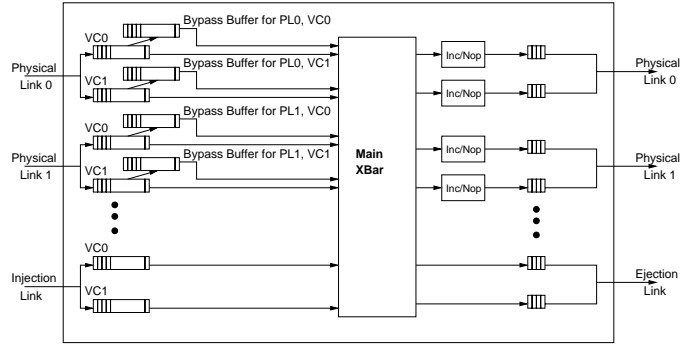 Bypass Buffer for PL0, VC0
VC0
Bypass Buffer for PL0, VC1
Physical
Link 0
VC1
Inc/Nop
Physical
Link 0
Inc/Nop
Bypass Buffer for PL1, VC0
VC0
Bypass Buffer for PL1, VC1
Physical
Link 1
VC1
Main
XBar
Inc/Nop
Physical
Link 1
Inc/Nop
VC0
Injection
Link
VC1
Ejection
Link